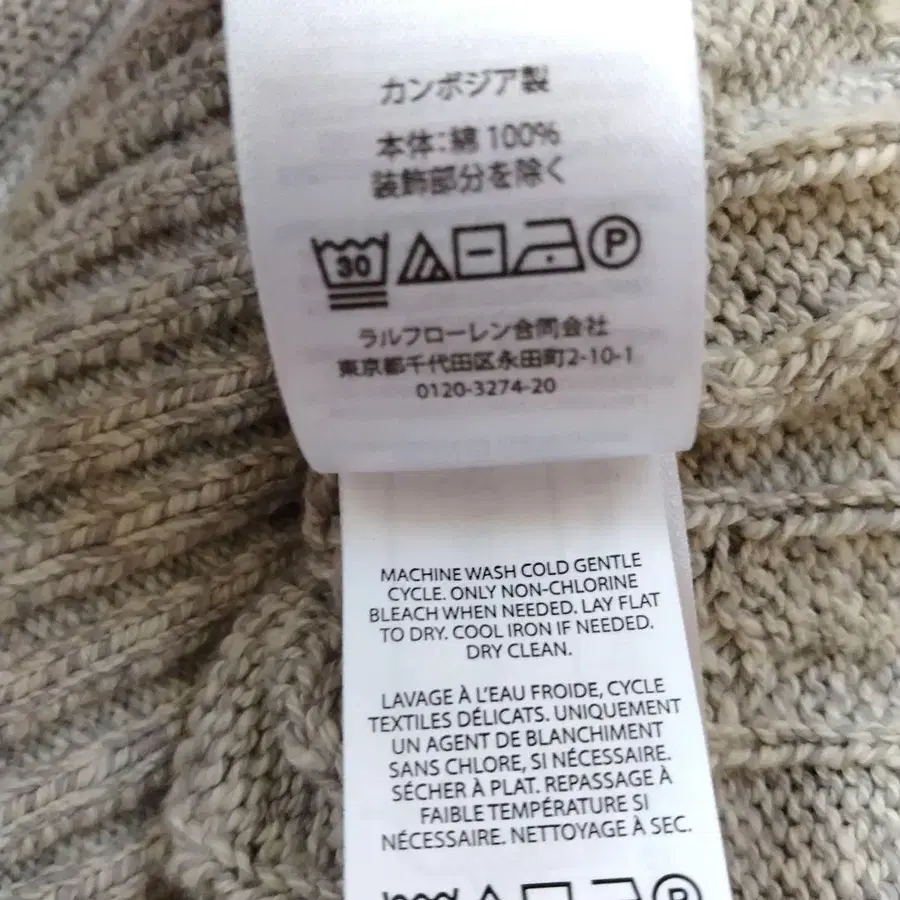 カンボジア製
本体:綿 100%
装飾部分を除く
30 P
ラルフローレン合同会社
東京都千代田区永田町2-10-1
0120-3274-20
MACHINE WASH COLD GENTLE
CYCLE. ONLY NON-CHLORINE
BLEACH WHEN NEEDED. LAY FLAT
TO DRY. COOL IRON IF NEEDED.
DRY CLEAN.
LAVAGE À L'EAU FROIDE, CYCLE
TEXTILES DÉLICATS. UNIQUEMENT
UN AGENT DE BLANCHIMENT
SANS CHLORE, SI NÉCESSAIRE.
SÉCHER À PLAT. REPASSAGE À
FAIBLE TEMPÉRATURE SI
NÉCESSAIRE. NETTOYAGE À SEC.
P